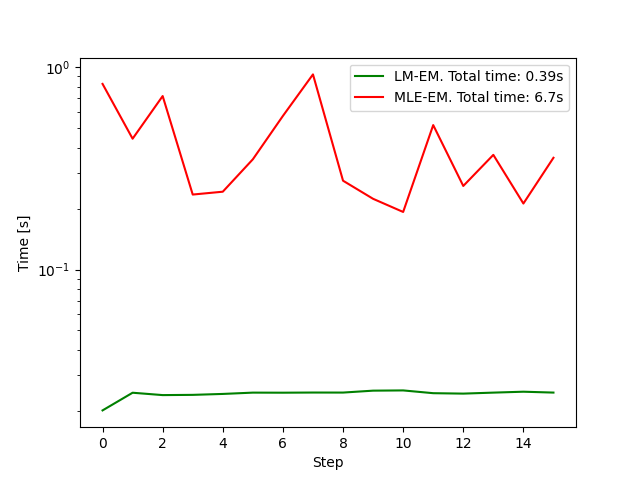 LM-EM. Total time: 0.39s
MLE-EM. Total time: 6.7s
10⁰
10⁻¹
Time [s]
0 2 4 6 8 10 12 14
Step